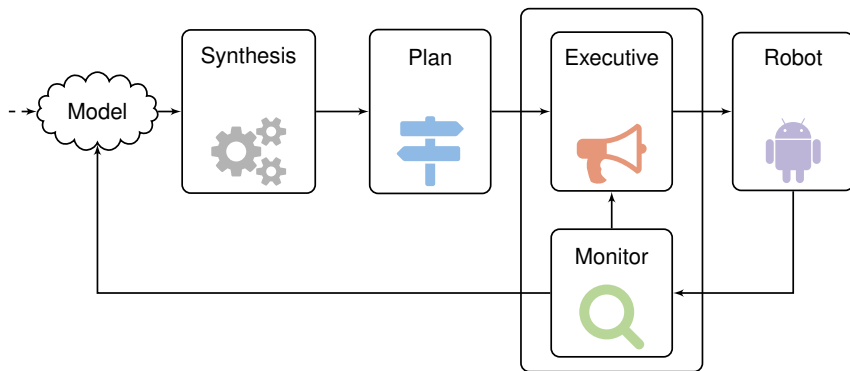 Model
Synthesis
Plan
Executive
Robot
Monitor